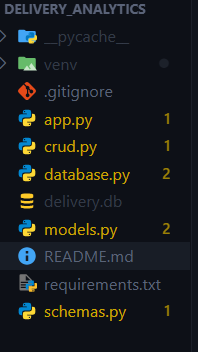 DELIVERY_ANALYTICS
__pycache__
venv
.gitignore
app.py 1
crud.py 1
database.py 2
delivery.db
models.py 2
README.md
requirements.txt
schemas.py 1